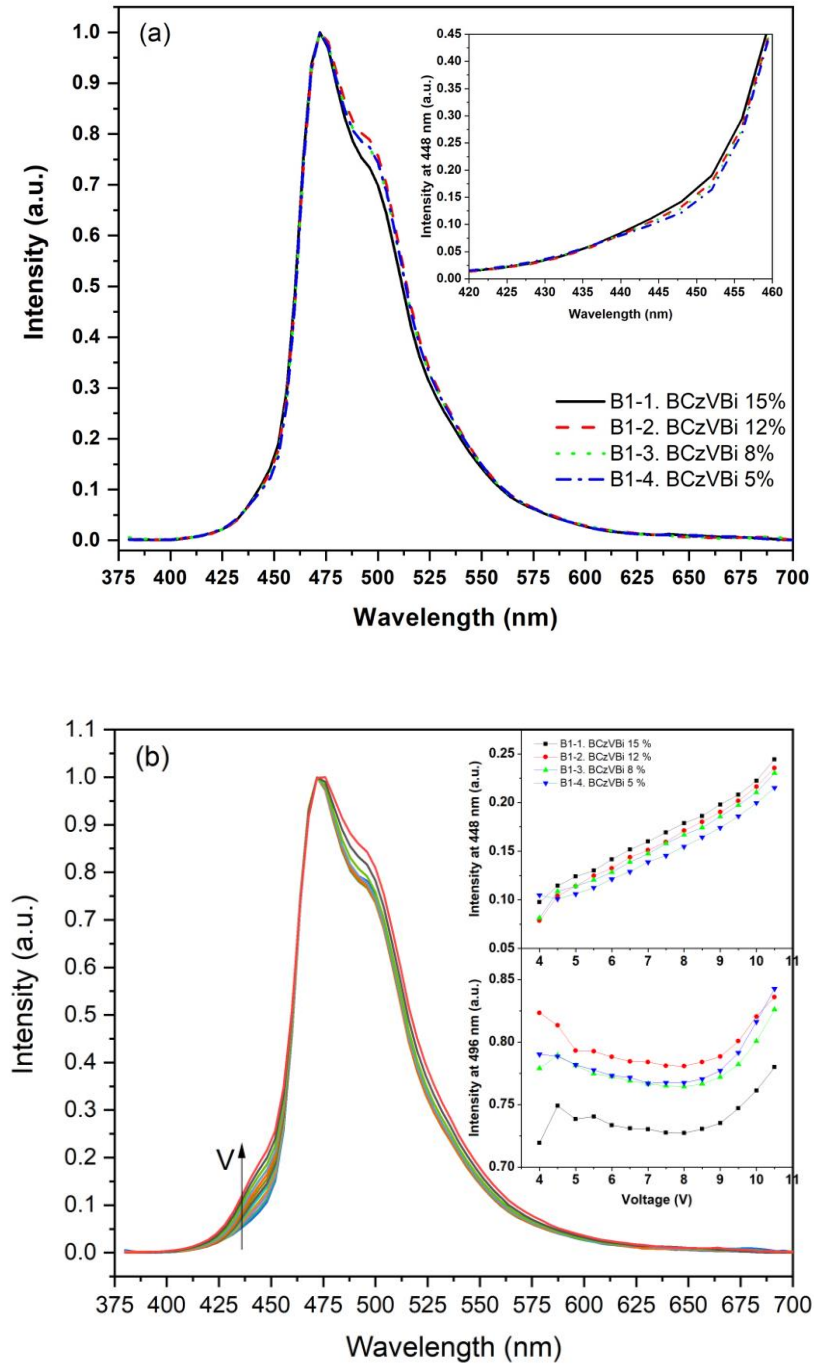 (a)
Intensity (a.u.)
1.0
0.9
0.8
0.7
0.6
0.5
0.4
0.3
0.2
0.1
0.0
375 400 425 450 475 500 525 550 575 600 625 650 675 700
Wavelength (nm)
Intensity at 448 nm (a.u.)
0.45
0.40
0.35
0.30
0.25
0.20
0.15
0.10
0.05
0.00
420 425 430 435 440 445 450 455 460
Wavelength (nm)
B1-1. BCzVBi 15%
B1-2. BCzVBi 12%
B1-3. BCzVBi 8%
B1-4. BCzVBi 5%
(b)
Intensity (a.u.)
1.1
1.0
0.9
0.8
0.7
0.6
0.5
0.4
0.3
0.2
0.1
0.0
V
375 400 425 450 475 500 525 550 575 600 625 650 675 700
Wavelength (nm)
B1-1. BCzVBi 15 %
B1-2. BCzVBi 12 %
B1-3. BCzVBi 8 %
B1-4. BCzVBi 5 %
Intensity at 448 nm (a.u.)
0.25
0.20
0.15
0.10
0.05
4 5 6 7 8 9 10 11
Intensity at 496 nm (a.u.)
0.85
0.80
0.75
0.70
4 5 6 7 8 9 10 11
Voltage (V)